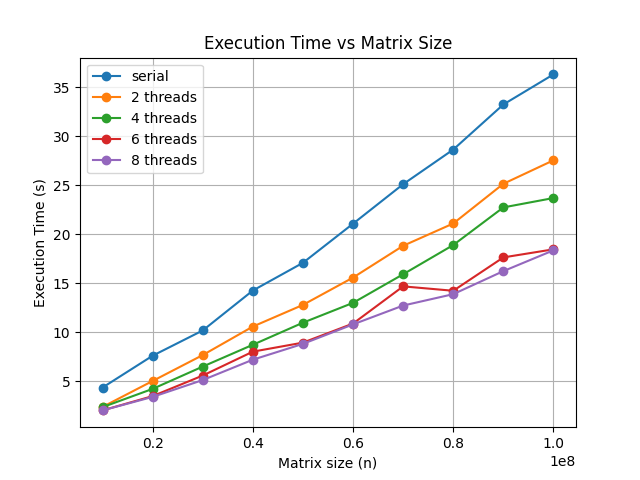 Execution Time vs Matrix Size
serial
2 threads
4 threads
6 threads
8 threads
Execution Time (s)
35
30
25
20
15
10
5
0.2 0.4 0.6 0.8 1.0
1e8
Matrix size (n)